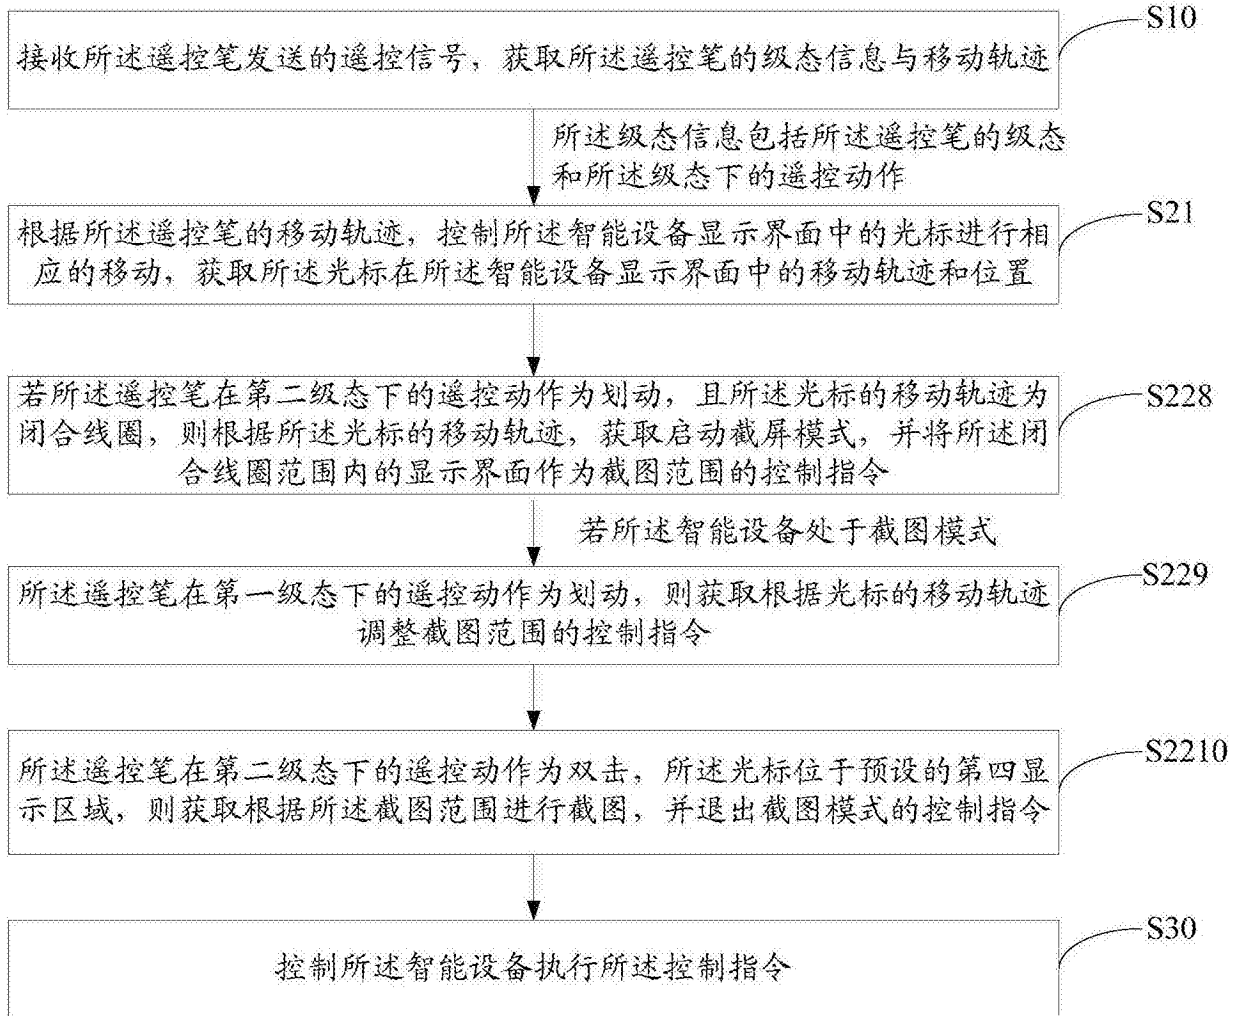 S10
接收所述遥控笔发送的遥控信号，获取所述遥控笔的级态信息与移动轨迹
所述级态信息包括所述遥控笔的级态
和所述级态下的遥控动作
S21
根据所述遥控笔的移动轨迹，控制所述智能设备显示界面中的光标进行相
应的移动，获取所述光标在所述智能设备显示界面中的移动轨迹和位置
S228
若所述遥控笔在第二级态下的遥控动作为划动，且所述光标的移动轨迹为
闭合线圈，则根据所述光标的移动轨迹，获取启动截屏模式，并将所述闭
合线圈范围内的显示界面作为截图范围的控制指令
若所述智能设备处于截图模式
S229
所述遥控笔在第一级态下的遥控动作为划动，则获取根据光标的移动轨迹
调整截图范围的控制指令
S2210
所述遥控笔在第二级态下的遥控动作为双击，所述光标位于预设的第四显
示区域，则获取根据所述截图范围进行截图，并退出截图模式的控制指令
S30
控制所述智能设备执行所述控制指令